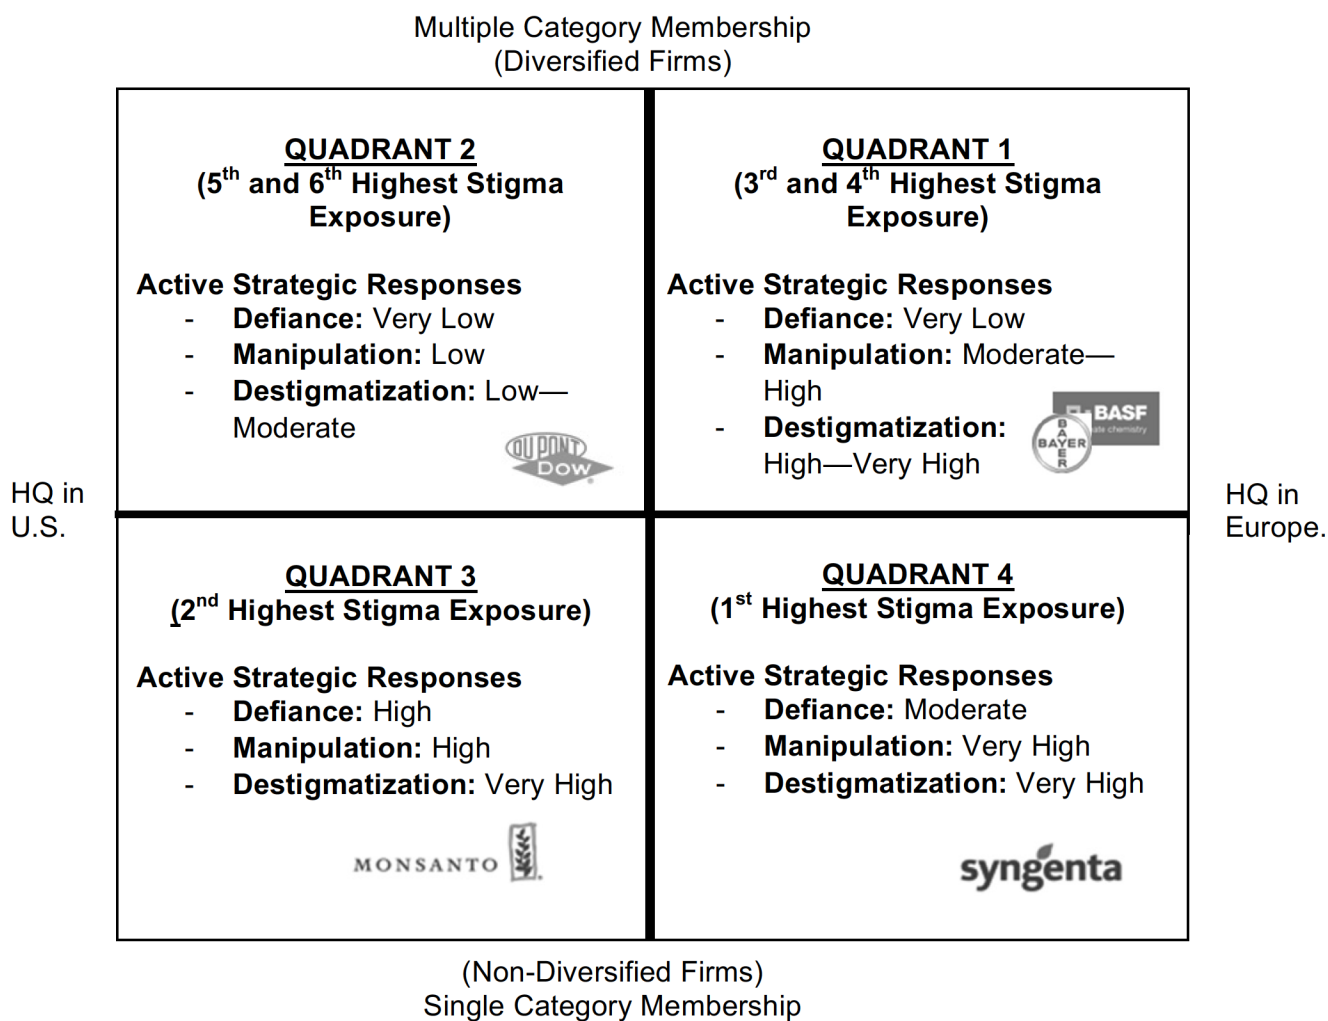 Multiple Category Membership
(Diversified Firms)
QUADRANT 2
(5th and 6th Highest Stigma
Exposure)
Active Strategic Responses
- Defiance: Very Low
- Manipulation: Low
- Destigmatization: Low—
Moderate
DU PONT
Dow
QUADRANT 1
(3rd and 4th Highest Stigma
Exposure)
Active Strategic Responses
- Defiance: Very Low
- Manipulation: Moderate—
High
- Destigmatization:
High—Very High
BASF
chemistry
BAYER
BAYER
HQ in
U.S.
HQ in
Europe.
QUADRANT 3
(2nd Highest Stigma Exposure)
Active Strategic Responses
- Defiance: High
- Manipulation: High
- Destigmatization: Very High
MONSANTO
QUADRANT 4
(1st Highest Stigma Exposure)
Active Strategic Responses
- Defiance: Moderate
- Manipulation: Very High
- Destigmatization: Very High
syngenta
(Non-Diversified Firms)
Single Category Membership